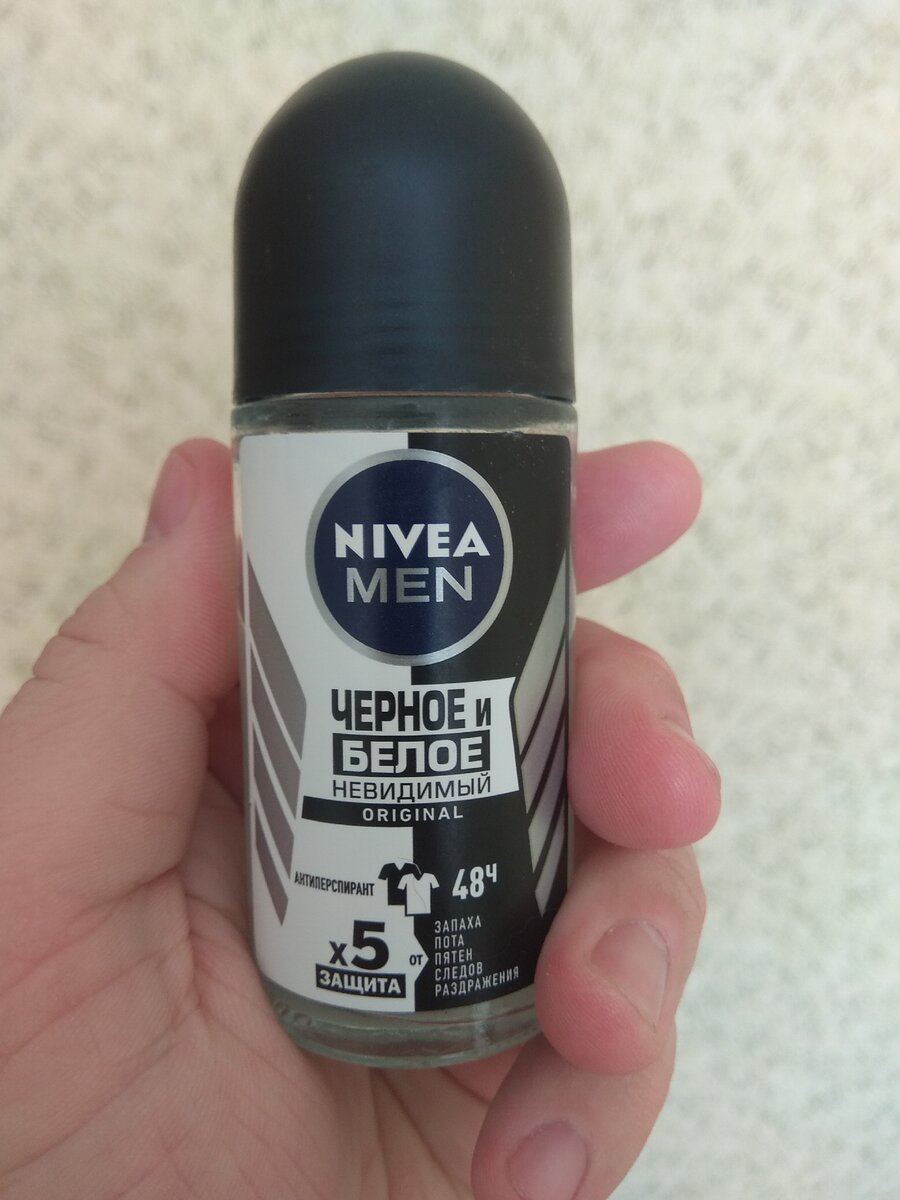 NIVEA
MEN
ЧЕРНОЕ И
БЕЛОЕ
НЕВИДИМЫЙ
ORIGINAL
АНТИПЕРСПИРАНТ
48Ч
x5
ЗАЩИТА
от
ЗАПАХА
ПОТА
ПЯТЕН
СЛЕДОВ
РАЗДРАЖЕНИЯ